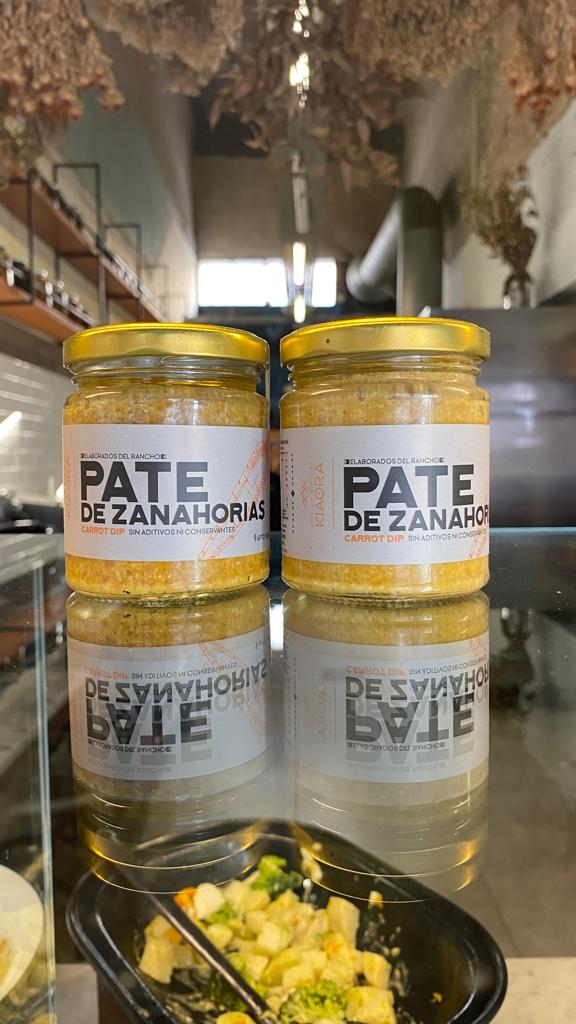 KIAORA
ELABORADOS DEL RANCHO
PATE
DE ZANAHORIAS
CARROT DIP SIN ADITIVOS NI CONSERVANTES
KIAORA
ELABORADOS DEL RANCHO
PATE
DE ZANAHOR
CARROT DIP SIN ADITIVOS NI CONSERVANTES